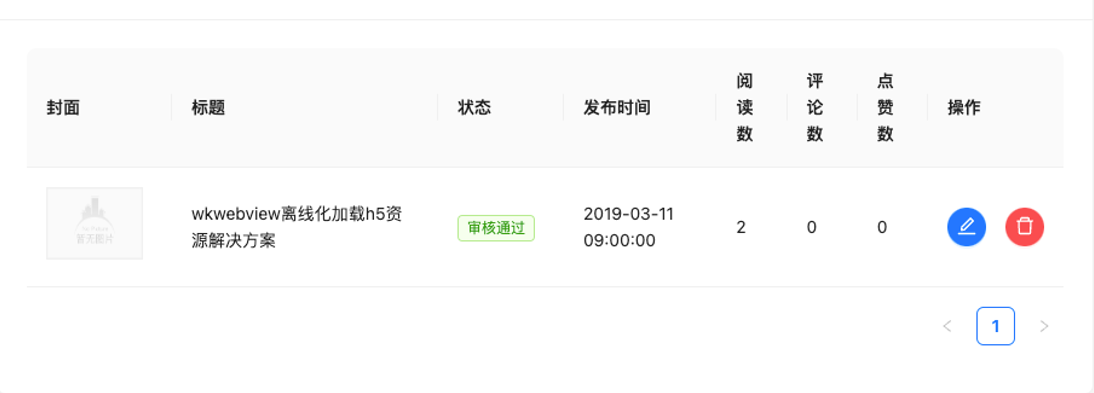 封面
标题
状态
发布时间
阅
读
数
评
论
数
点
赞
数
操作
暂无图片
wkwebview离线化加载h5资
源解决方案
审核通过
2019-03-11
09:00:00
2
0
0
1